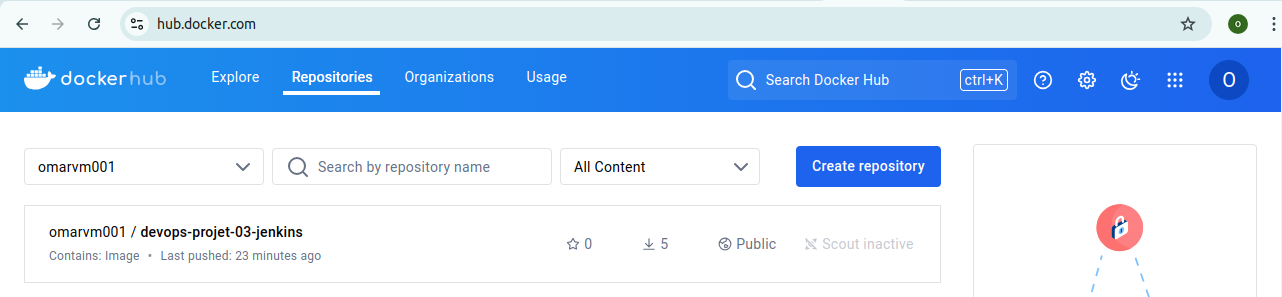 hub.docker.com
o
dockerhub
Explore
Repositories
Organizations
Usage
Search Docker Hub
ctrl+K
O
omarvm001
Search by repository name
All Content
Create repository
omarvm001 / devops-projet-03-jenkins
0
5
Public
Scout inactive
Contains: Image • Last pushed: 23 minutes ago